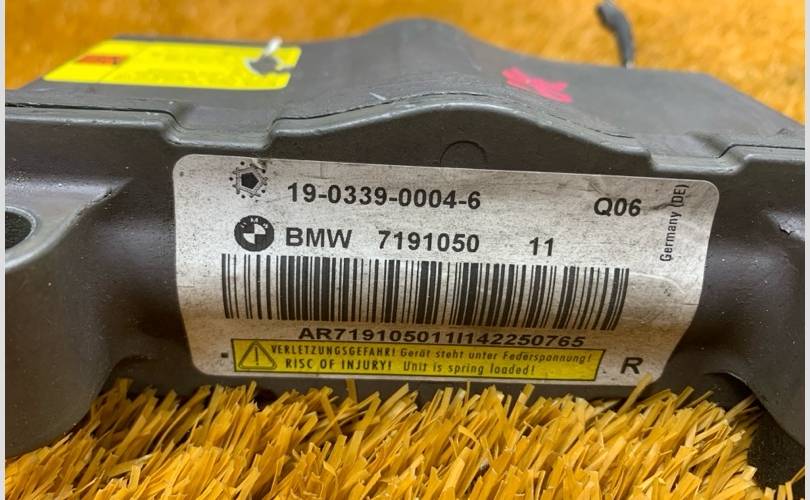 19-0339-0004-6 Q06
Germany (DE)
BMW 7191050 11
AR719105011I142250765
VERLETZUNGSGEFAHR! Gerät steht unter Federspannung!
RISC OF INJURY! Unit is spring loaded!
R